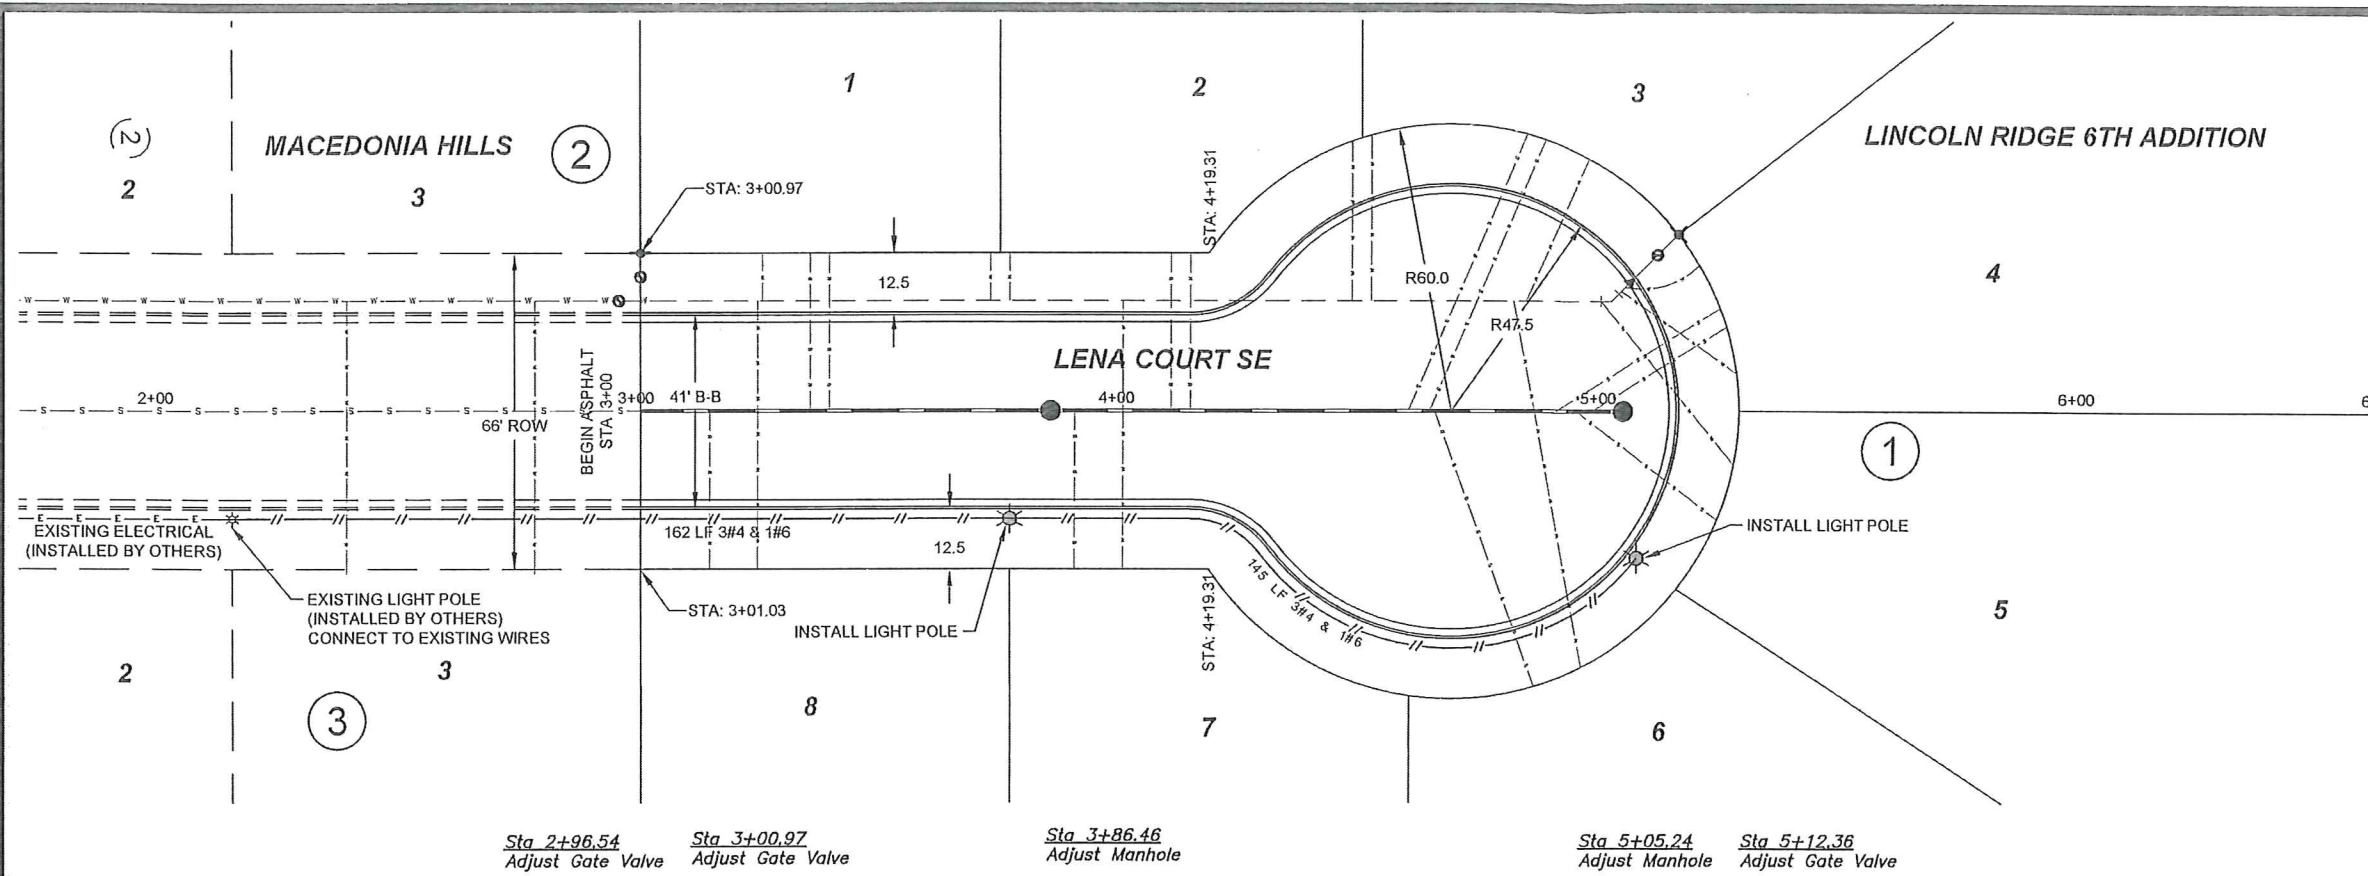 1
2
3
(2)
MACEDONIA HILLS
2
LINCOLN RIDGE 6TH ADDITION
2
3
STA: 3+00.97
STA: 4+19.31
4
12.5
R60.0
R47.5
W W W W W W W W W W W W W W W W W
LENA COURT SE
BEGIN ASPHALT
STA 3+00
2+00
3+00
41' B-B
4+00
5+00
6+00
6
S S S S S S S S S S S S S S S S
66' ROW
1
E E E E E
EXISTING ELECTRICAL
(INSTALLED BY OTHERS)
162 LF 3#4 & 1#6
12.5
INSTALL LIGHT POLE
145 LF 3#4 & 1#6
EXISTING LIGHT POLE
(INSTALLED BY OTHERS)
CONNECT TO EXISTING WIRES
STA: 3+01.03
INSTALL LIGHT POLE
STA: 4+19.31
5
2
3
3
8
7
6
Sta 2+96.54
Adjust Gate Valve
Sta 3+00.97
Adjust Gate Valve
Sta 3+86.46
Adjust Manhole
Sta 5+05.24
Adjust Manhole
Sta 5+12.36
Adjust Gate Valve